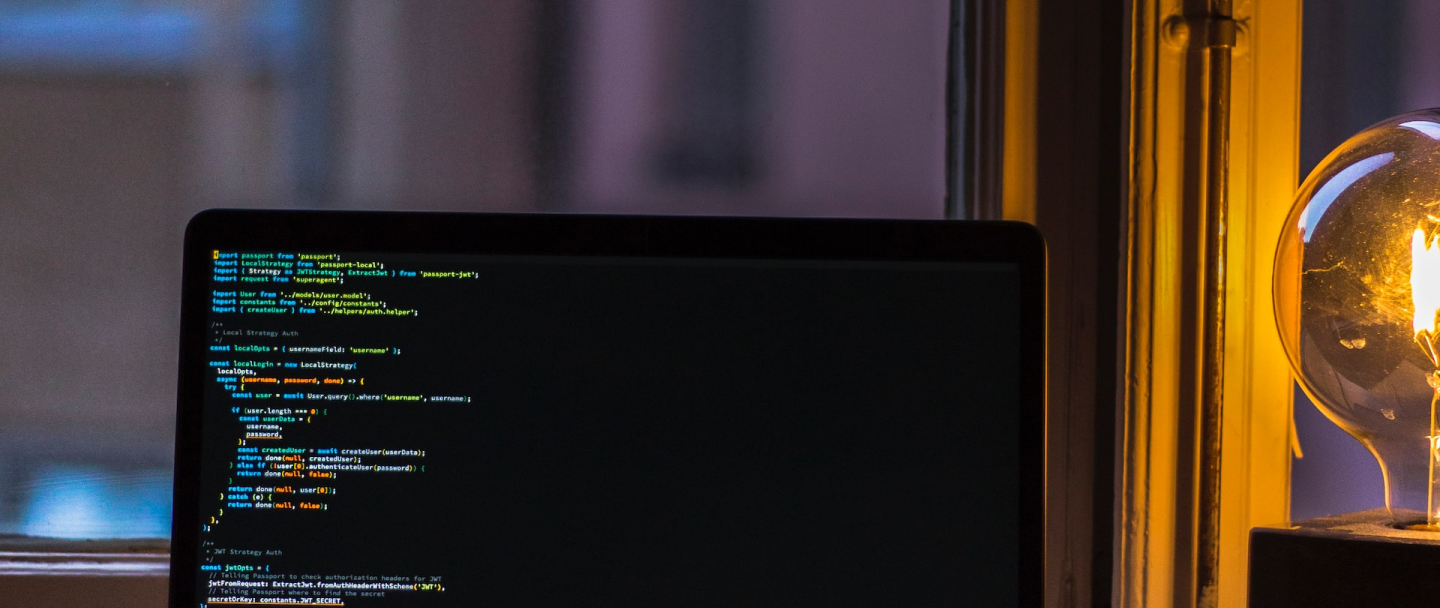 import passport from 'passport';
import LocalStrategy from 'passport-local';
import { Strategy as JWTStrategy, ExtractJwt } from 'passport-jwt';
import request from 'superagent';
import User from '../models/user.model';
import constants from '../config/constants';
import { createUser } from '../helpers/auth.helper';
/**
* Local Strategy Auth
*/
const localOpts = { usernameField: 'username' };
const localLogin = new LocalStrategy(
localOpts,
async (username, password, done) => {
try {
const user = await User.query().where('username', username);
if (user.length === 0) {
const userData = {
username,
password,
};
const createdUser = await createUser(userData);
return done(null, createdUser);
} else if (!user[0].authenticateUser(password)) {
return done(null, false);
}
return done(null, user[0]);
} catch (e) {
return done(null, false);
}
},
);
/**
* JWT Strategy Auth
*/
const jwtOpts = {
// Telling Passport to check authorization headers for JWT
jwtFromRequest: ExtractJwt.fromAuthHeaderWithScheme('JWT'),
// Telling Passport where to find the secret
secretOrKey: constants.JWT_SECRET,
};